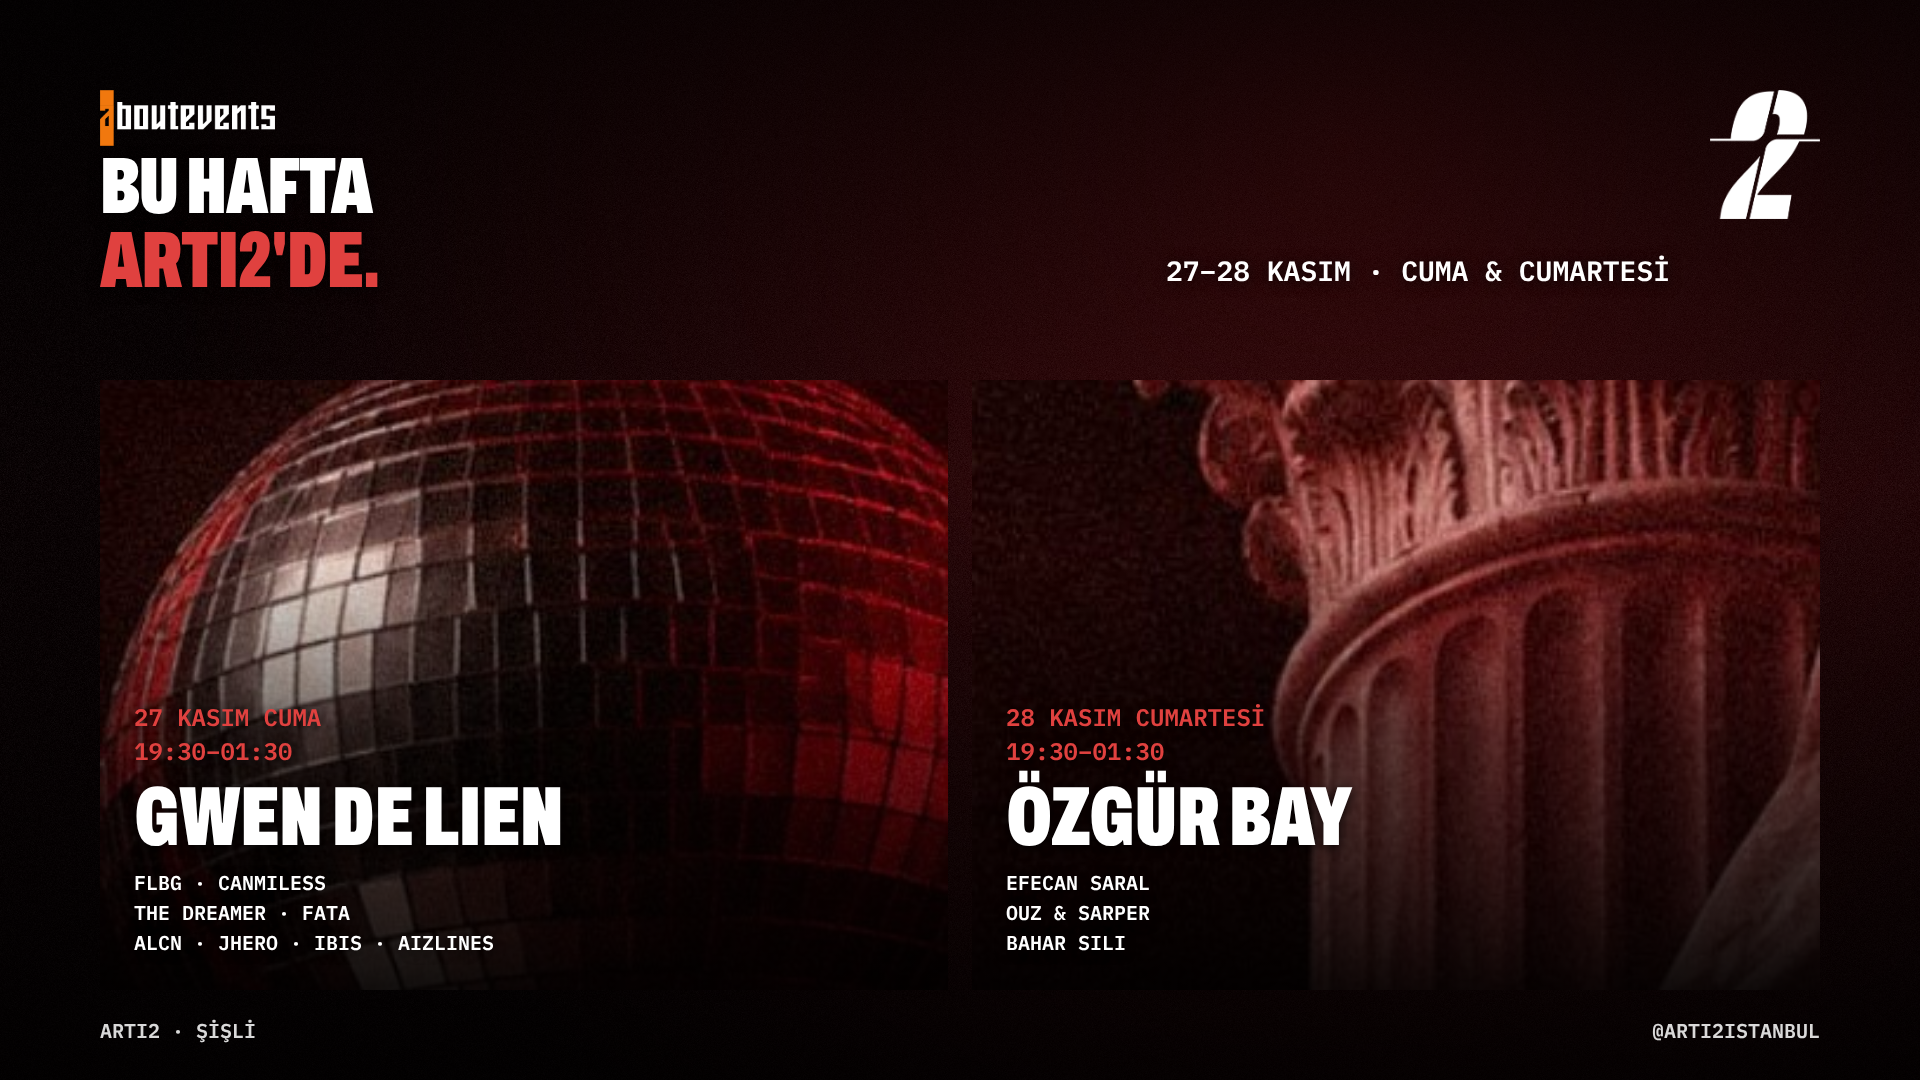 aboutevents
BU HAFTA
ARTI2'DE.
2
27–28 KASIM · CUMA & CUMARTESİ
27 KASIM CUMA
19:30–01:30
GWEN DE LIEN
FLBG · CANMILESS
THE DREAMER · FATA
ALCN · JHERO · IBIS · AIZLINES
28 KASIM CUMARTESİ
19:30–01:30
ÖZGÜR BAY
EFECAN SARAL
OUZ & SARPER
BAHAR SILI
ARTI2 · ŞİŞLİ
@ARTI2ISTANBUL